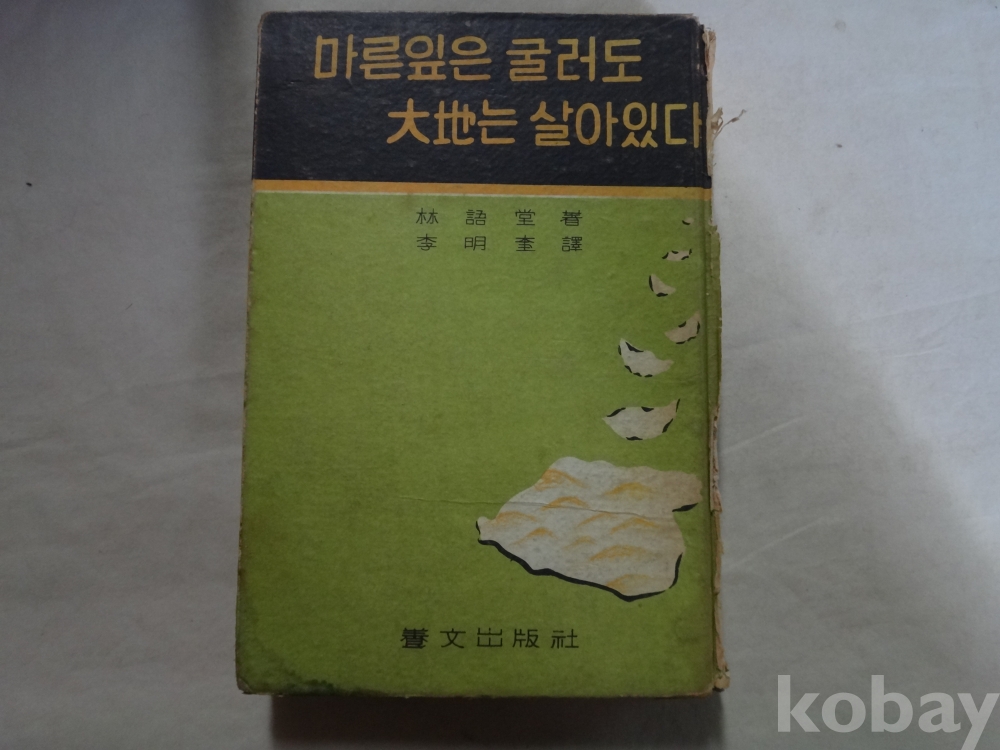 마른잎은 굴러도
大地는 살아있다
林語堂 著
李明奎 譯
養文出版社
kobay